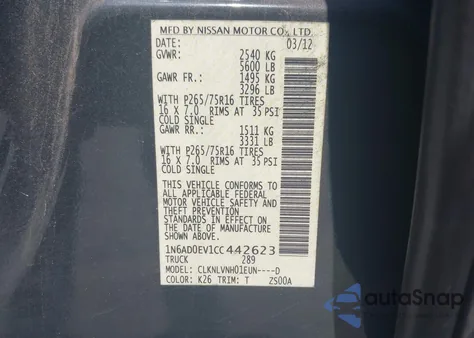 MFD BY NISSAN MOTOR CO., LTD.
DATE: 03/12
GVWR: 2540 KG
5600 LB
GAWR FR.: 1495 KG
3296 LB
WITH P265/75R16 TIRES
16 X 7.0 RIMS AT 35 PSI
COLD SINGLE
GAWR RR.: 1511 KG
3331 LB
WITH P265/75R16 TIRES
16 X 7.0 RIMS AT 35 PSI
COLD SINGLE
THIS VEHICLE CONFORMS TO
ALL APPLICABLE FEDERAL
MOTOR VEHICLE SAFETY
AND THEFT PREVENTION
STANDARDS IN EFFECT ON
THE DATE OF MANUFACTURE
SHOWN ABOVE.
1N6AD0EV1CC442623
TRUCK 289
MODEL: CLKNLVNH01EUN----D
COLOR: K26 TRIM: T ZS00A
autoSnap